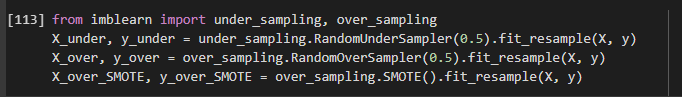 [113] from imblearn import under_sampling, over_sampling
X_under, y_under = under_sampling.RandomUnderSampler(0.5).fit_resample(X, y)
X_over, y_over = over_sampling.RandomOverSampler(0.5).fit_resample(X, y)
X_over_SMOTE, y_over_SMOTE = over_sampling.SMOTE().fit_resample(X, y)